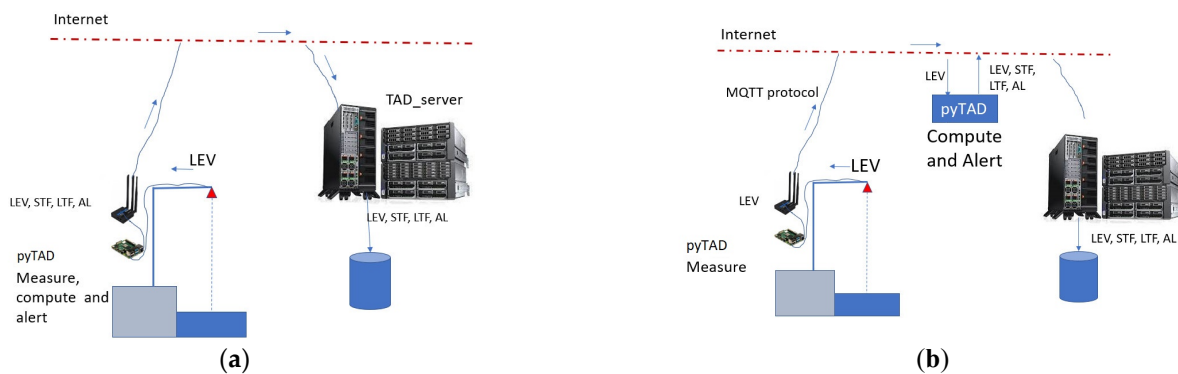 Internet
TAD_server
LEV
LEV, STF, LTF, AL
LEV, STF, LTF, AL
pyTAD
Measure,
compute and
alert
(a)
Internet
LEV
LEV, STF,
LTF, AL
MQTT protocol
pyTAD
Compute
and Alert
LEV
LEV
LEV, STF, LTF, AL
pyTAD
Measure
(b)